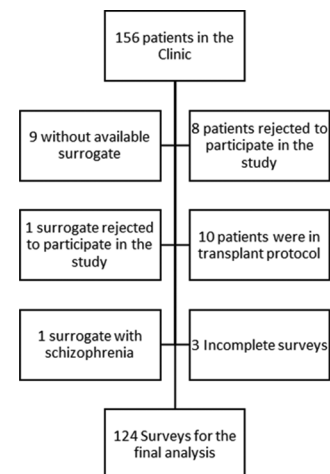 156 patients in the
Clinic
9 without available
surrogate
8 patients rejected to
participate in the
study
1 surrogate rejected
to participate in the
study
10 patients were in
transplant protocol
1 surrogate with
schizophrenia
3 Incomplete surveys
124 Surveys for the
final analysis